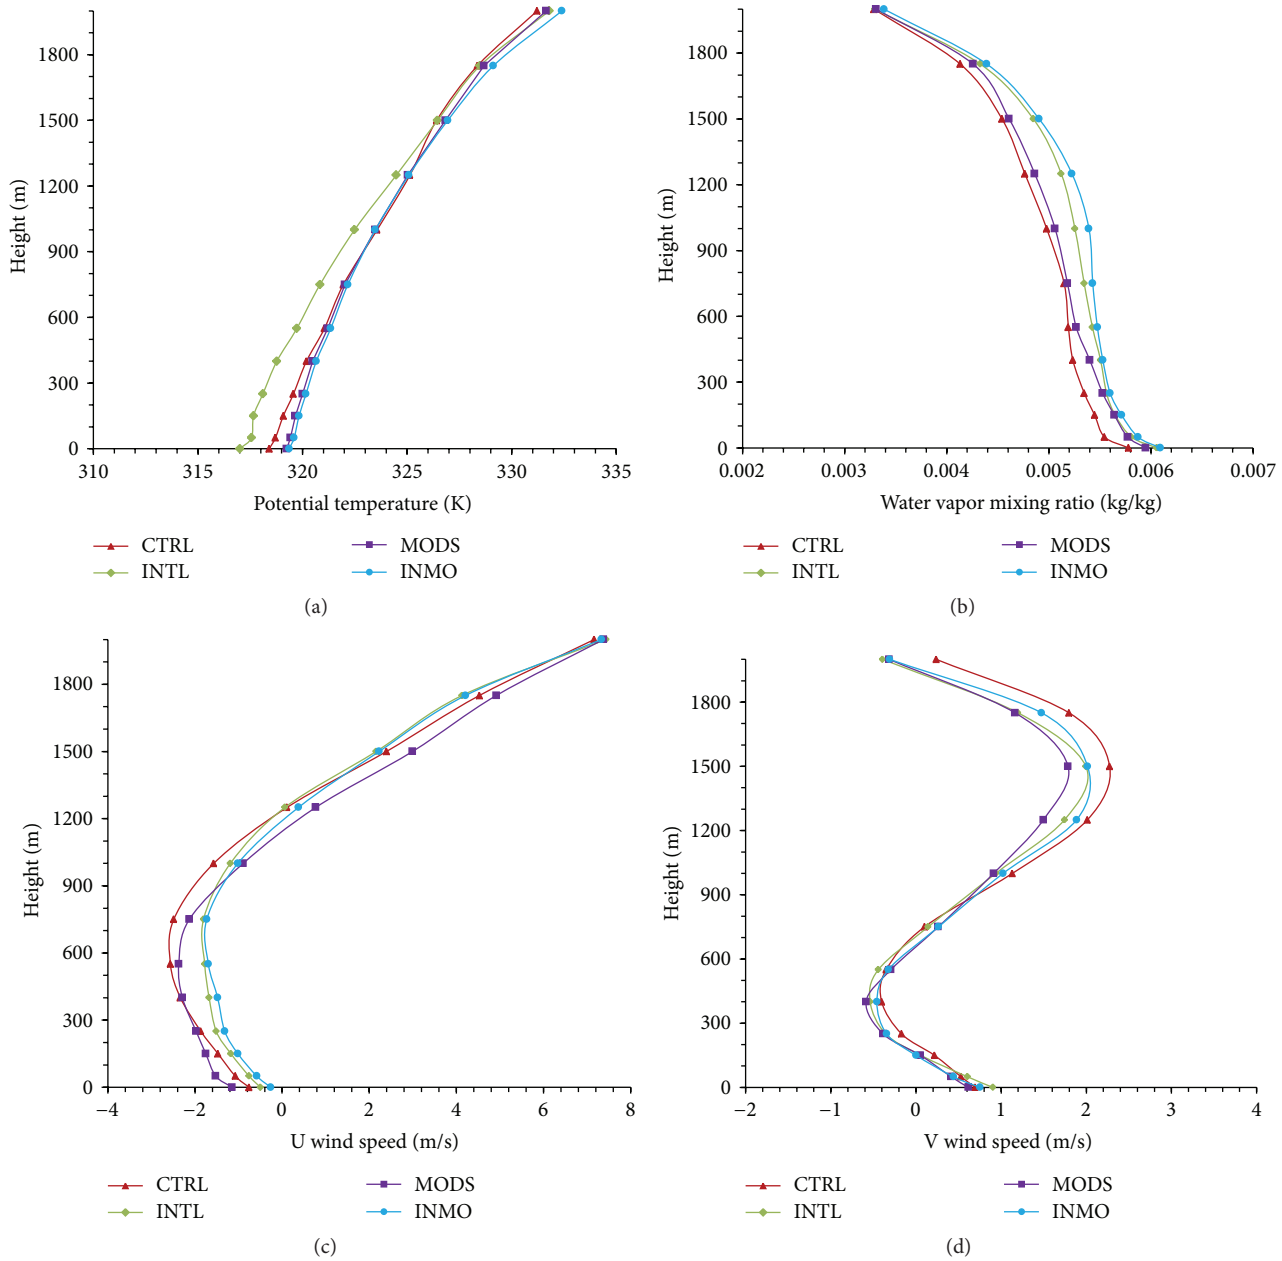 1800
1500
1200
900
600
300
0
Height (m)
310 315 320 325 330 335
Potential temperature (K)
CTRL MODS
INTL INMO
(a)
1800
1500
1200
900
600
300
0
Height (m)
0.002 0.003 0.004 0.005 0.006 0.007
Water vapor mixing ratio (kg/kg)
CTRL MODS
INTL INMO
(b)
1800
1500
1200
900
600
300
0
Height (m)
−4 −2 0 2 4 6 8
U wind speed (m/s)
CTRL MODS
INTL INMO
(c)
1800
1500
1200
900
600
300
0
Height (m)
−2 −1 0 1 2 3 4
V wind speed (m/s)
CTRL MODS
INTL INMO
(d)